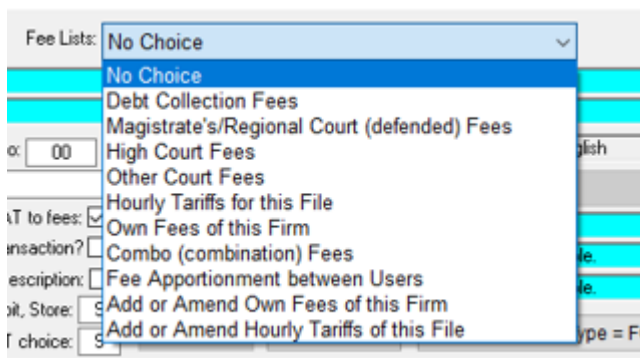 Fee Lists: No Choice
No Choice
Debt Collection Fees
Magistrate's/Regional Court (defended) Fees
o: 00 High Court Fees glish
Other Court Fees
Hourly Tariffs for this File
AT to fees: Own Fees of this Firm
ansaction? Combo (combination) Fees le.
escription: Fee Apportionment between Users le.
bit, Store: S Add or Amend Own Fees of this Firm
T choice: S Add or Amend Hourly Tariffs of this File ype = F